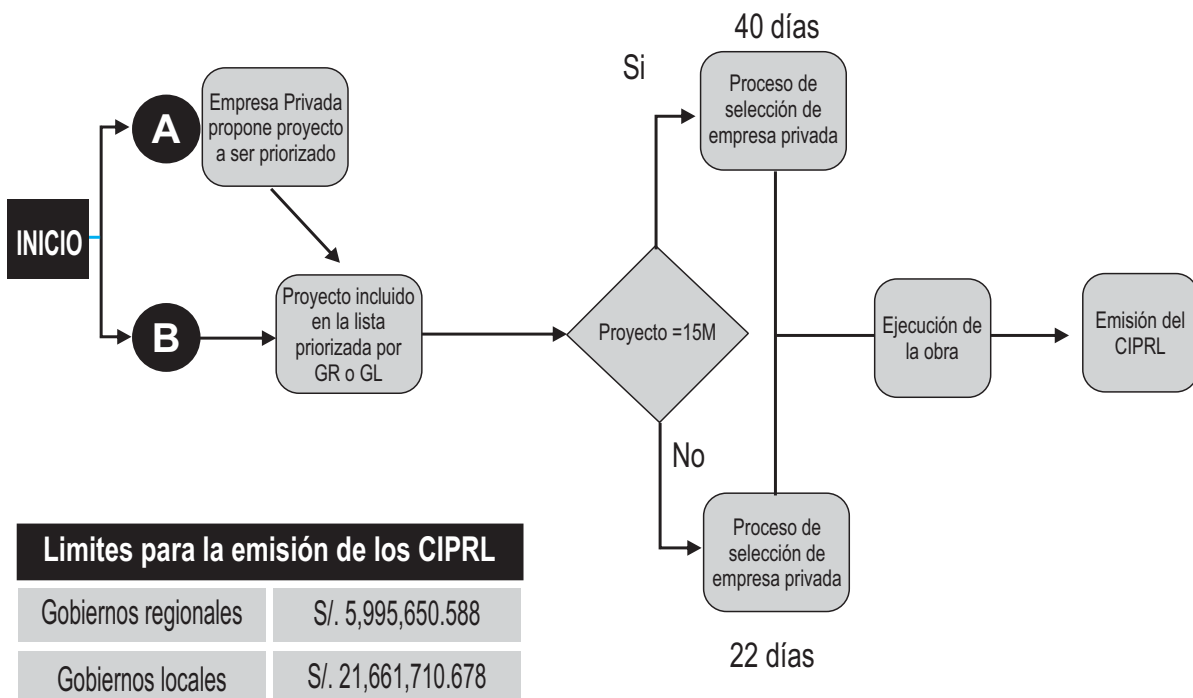 40 días
Si
A
Empresa Privada
propone proyecto
a ser priorizado
Proceso de
selección de
empresa privada
INICIO
B
Proyecto incluido
en la lista
priorizada por
GR o GL
Proyecto =15M
Ejecución de
la obra
Emisión del
CIPRL
No
Proceso de
selección de
empresa privada
22 días
Limites para la emisión de los CIPRL
Gobiernos regionales S/. 5,995,650.588
Gobiernos locales S/. 21,661,710.678